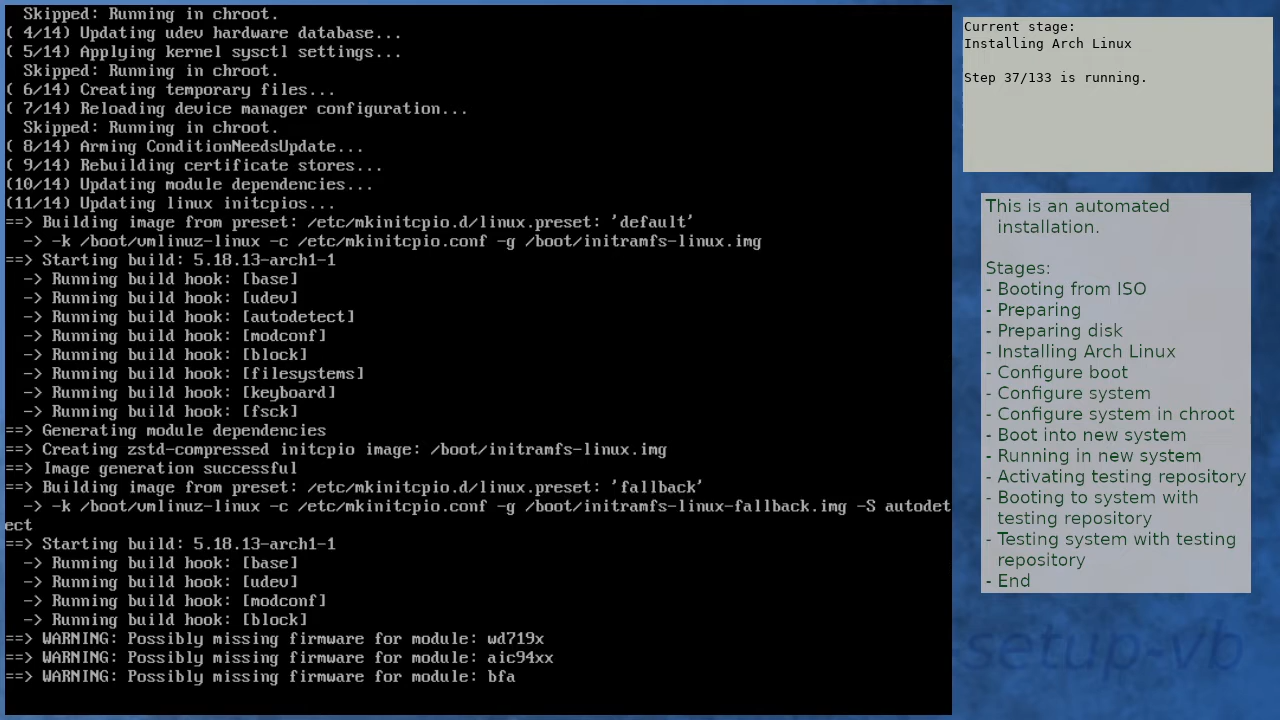 Skipped: Running in chroot.
( 4/14) Updating udev hardware database...
( 5/14) Applying kernel sysctl settings...
  Skipped: Running in chroot.
( 6/14) Creating temporary files...
( 7/14) Reloading device manager configuration...
  Skipped: Running in chroot.
( 8/14) Arming ConditionNeedsUpdate...
( 9/14) Rebuilding certificate stores...
(10/14) Updating module dependencies...
(11/14) Updating linux initcpios...
==> Building image from preset: /etc/mkinitcpio.d/linux.preset: 'default'
  -> -k /boot/vmlinuz-linux -c /etc/mkinitcpio.conf -g /boot/initramfs-linux.img
==> Starting build: 5.18.13-arch1-1
  -> Running build hook: [base]
  -> Running build hook: [udev]
  -> Running build hook: [autodetect]
  -> Running build hook: [modconf]
  -> Running build hook: [block]
  -> Running build hook: [filesystems]
  -> Running build hook: [keyboard]
  -> Running build hook: [fsck]
==> Generating module dependencies
==> Creating zstd-compressed initcpio image: /boot/initramfs-linux.img
==> Image generation successful
==> Building image from preset: /etc/mkinitcpio.d/linux.preset: 'fallback'
  -> -k /boot/vmlinuz-linux -c /etc/mkinitcpio.conf -g /boot/initramfs-linux-fallback.img -S autodet
ect
==> Starting build: 5.18.13-arch1-1
  -> Running build hook: [base]
  -> Running build hook: [udev]
  -> Running build hook: [modconf]
  -> Running build hook: [block]
==> WARNING: Possibly missing firmware for module: wd719x
==> WARNING: Possibly missing firmware for module: aic94xx
==> WARNING: Possibly missing firmware for module: bfa
Current stage:
Installing Arch Linux
Step 37/133 is running.
This is an automated
installation.
Stages:
- Booting from ISO
- Preparing
- Preparing disk
- Installing Arch Linux
- Configure boot
- Configure system
- Configure system in chroot
- Boot into new system
- Running in new system
- Activating testing repository
- Booting to system with
testing repository
- Testing system with testing
repository
- End
setup-vb